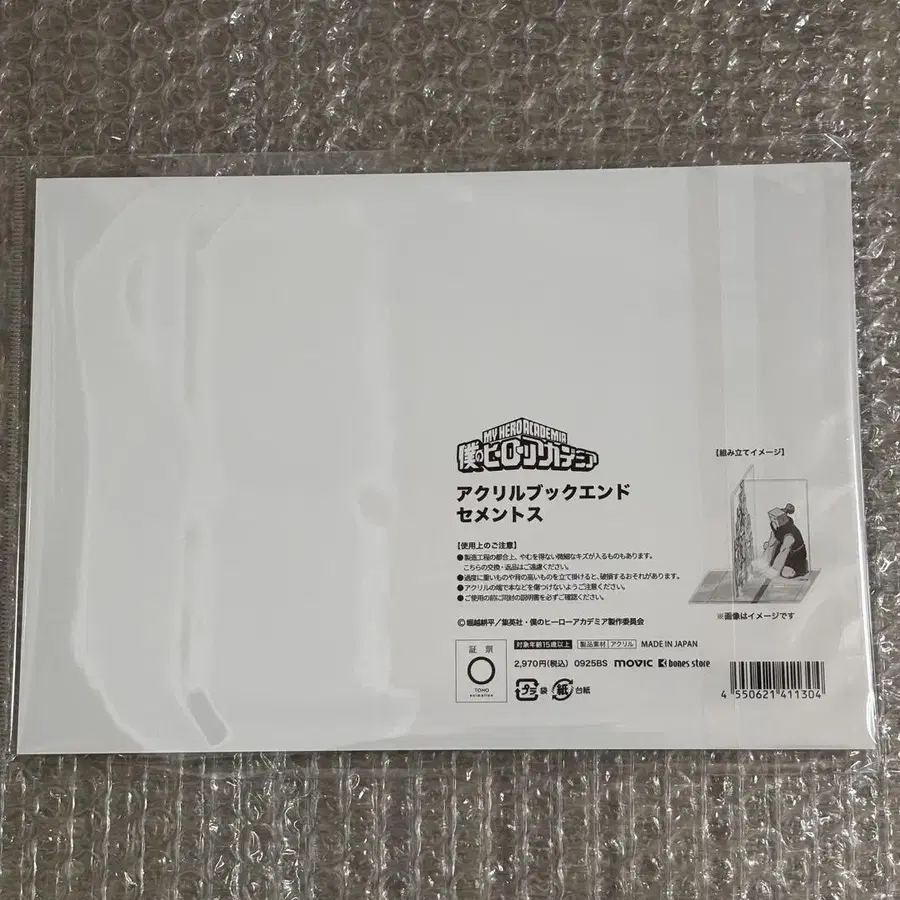 MY HERO ACADEMIA
僕のヒーローアカデミア
アクリルブックエンド
セメントス
【使用上のご注意】
●製造工程の都合上、やむを得ない微細なキズが入るものもあります。
こちらの交換・返品はご遠慮ください。
●過度に重いものや背の高いものを立て掛けると、破損するおそれがあります。
●アクリルの端で本などを傷つけないようご注意ください。
●ご使用の前に同封の説明書を必ずご確認ください。
©堀越耕平/集英社・僕のヒーローアカデミア製作委員会
【組み立てイメージ】
※画像はイメージです
証 票
TOHO
animation
対象年齢15歳以上 製品素材 アクリル MADE IN JAPAN
2,970円(税込) 0925BS movic bones store
プラ 袋 紙 台紙
4 550621 411304